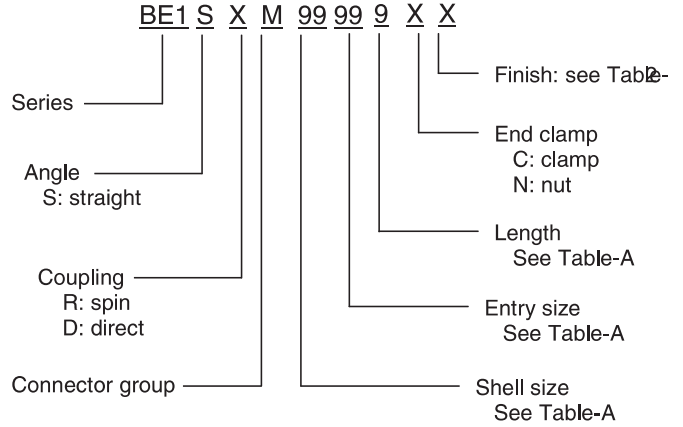 BE1 S X M 99 99 9 X X
Finish: see Table-2
Series
End clamp
C: clamp
N: nut
Angle
S: straight
Length
See Table-A
Coupling
R: spin
D: direct
Entry size
See Table-A
Connector group
Shell size
See Table-A